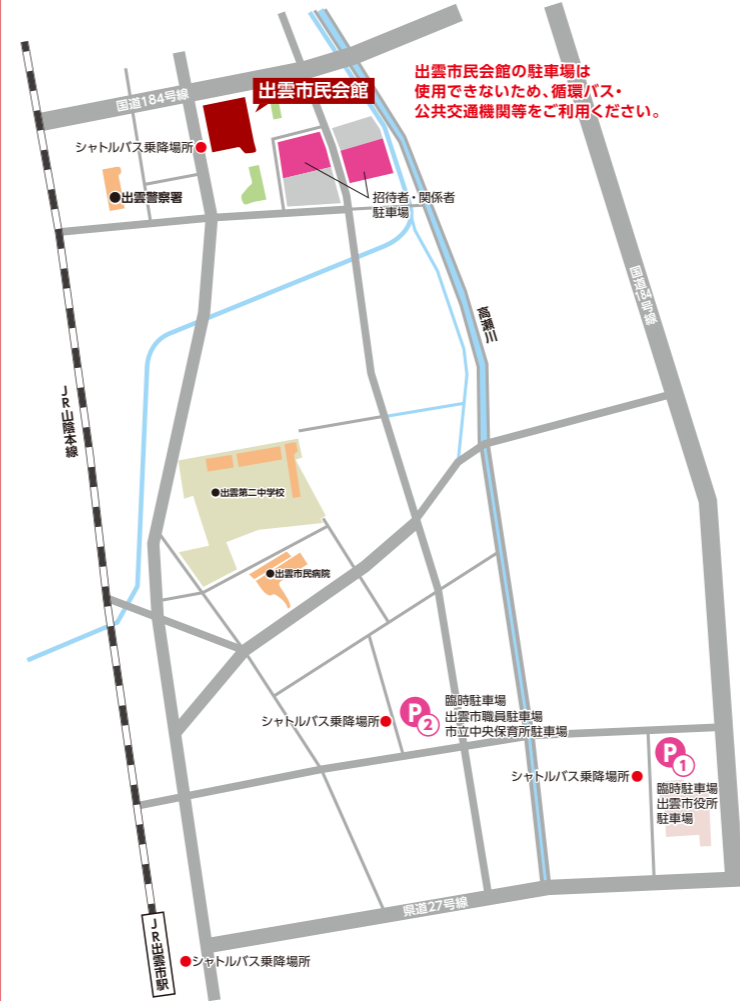 出雲市民会館の駐車場は
使用できないため、循環バス・
公共交通機関等をご利用ください。
国道184号線
出雲市民会館
シャトルバス乗降場所
出雲警察署
招待者・関係者
駐車場
国道184号線
高瀬川
JR山陰本線
出雲第二中学校
出雲市民病院
シャトルバス乗降場所
P2
臨時駐車場
出雲市職員駐車場
市立中央保育所駐車場
シャトルバス乗降場所
P1
臨時駐車場
出雲市役所
駐車場
県道27号線
JR出雲市駅
シャトルバス乗降場所